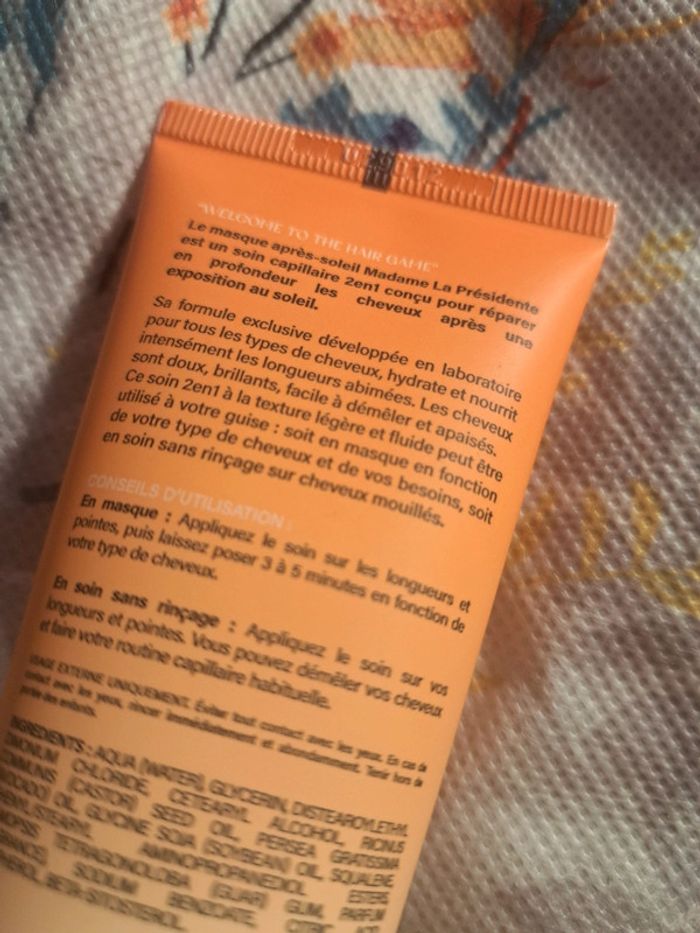 "WELCOME TO THE HAIR GAME"
Le masque après-soleil Madame La Présidente
est un soin capillaire 2en1 conçu pour réparer
en profondeur les cheveux après une
exposition au soleil.
Sa formule exclusive développée en laboratoire
pour tous les types de cheveux, hydrate et nourrit
intensément les longueurs abimées. Les cheveux
sont doux, brillants, facile à démêler et apaisés.
Ce soin 2en1 à la texture légère et fluide peut être
utilisé à votre guise : soit en masque en fonction
de votre type de cheveux et de vos besoins, soit
en soin sans rinçage sur cheveux mouillés.
CONSEILS D'UTILISATION :
En masque : Appliquez le soin sur les longueurs et
pointes, puis laissez poser 3 à 5 minutes en fonction de
votre type de cheveux.
En soin sans rinçage : Appliquez le soin sur vos
longueurs et pointes. Vous pouvez démêler vos cheveux
et faire votre routine capillaire habituelle.
USAGE EXTERNE UNIQUEMENT. Éviter tout contact avec les yeux. En cas de
contact avec les yeux, rincer immédiatement et abondamment. Tenir hors de
portée des enfants.
INGREDIENTS : AQUA (WATER), GLYCERIN, DISTEAROYLETHYL
CHLORIDE, CETEARYL ALCOHOL, RICINUS
COMMUNIS (CASTOR) SEED OIL, PERSEA GRATISSIMA
(AVOCADO) OIL, GLYCINE SOJA (SOYBEAN) OIL, SQUALENE
AMINOPROPANEDIOL ESTERS
TETRAGONOLOBA (GUAR) GUM, PARFUM
SODIUM BENZOATE, CITRIC
BETA-SITOSTEROL